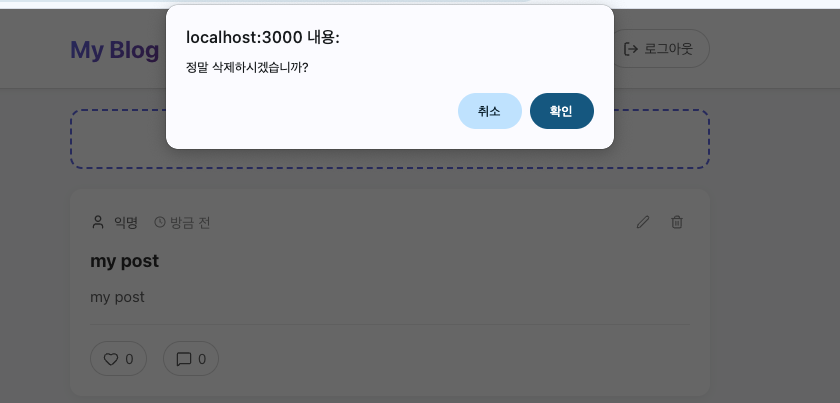 localhost:3000 내용:
정말 삭제하시겠습니까?
취소 확인
My Blog 로그아웃
익명 방금 전
my post
my post
0 0